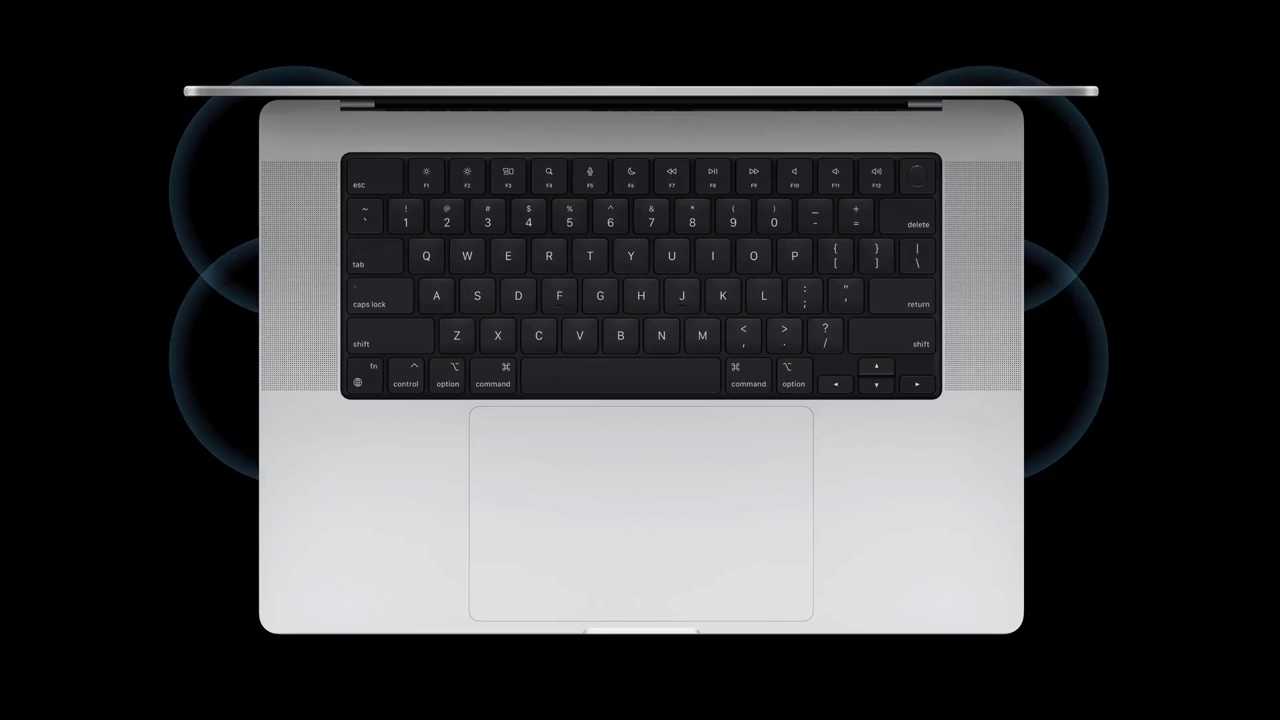 esc F1 F2 F3 F4 F5 F6 F7 F8 F9 F10 F11 F12
~ ! @ # $ % ^ & * ( ) — +
` 1 2 3 4 5 6 7 8 9 0 - = delete
tab Q W E R T Y U I O P { [ } ] | \
caps lock A S D F G H J K L : ; " ' return
shift Z X C V B N M < , > . ? / shift
fn ^ ⌥ ⌘ ⌘ ⌥ ▲
control option command command option ◄ ▼ ►